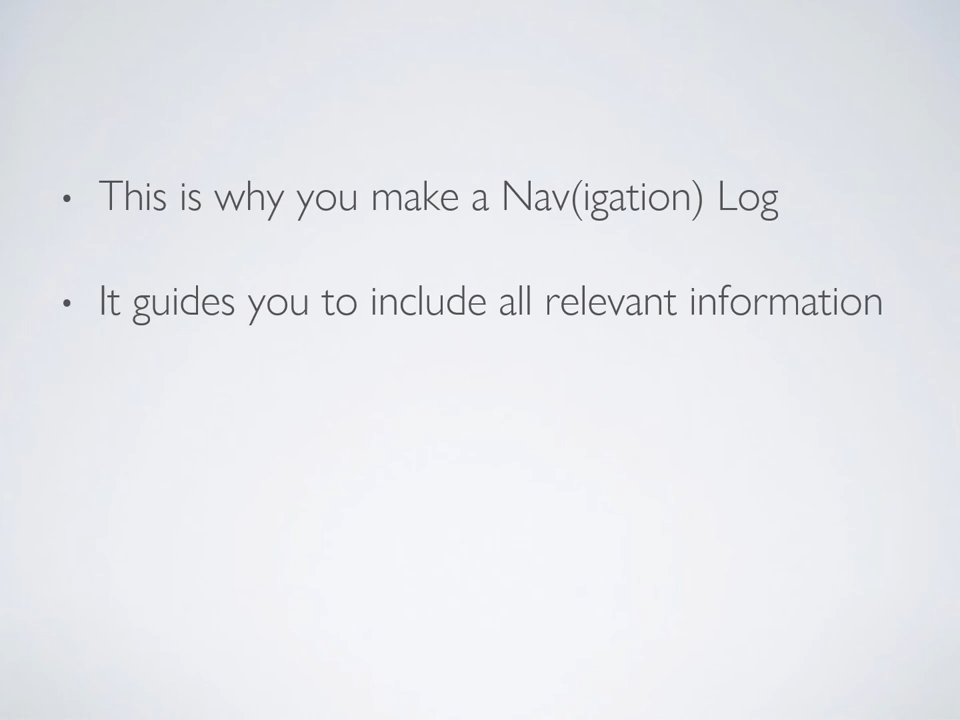 • This is why you make a Nav(igation) Log
• It guides you to include all relevant information